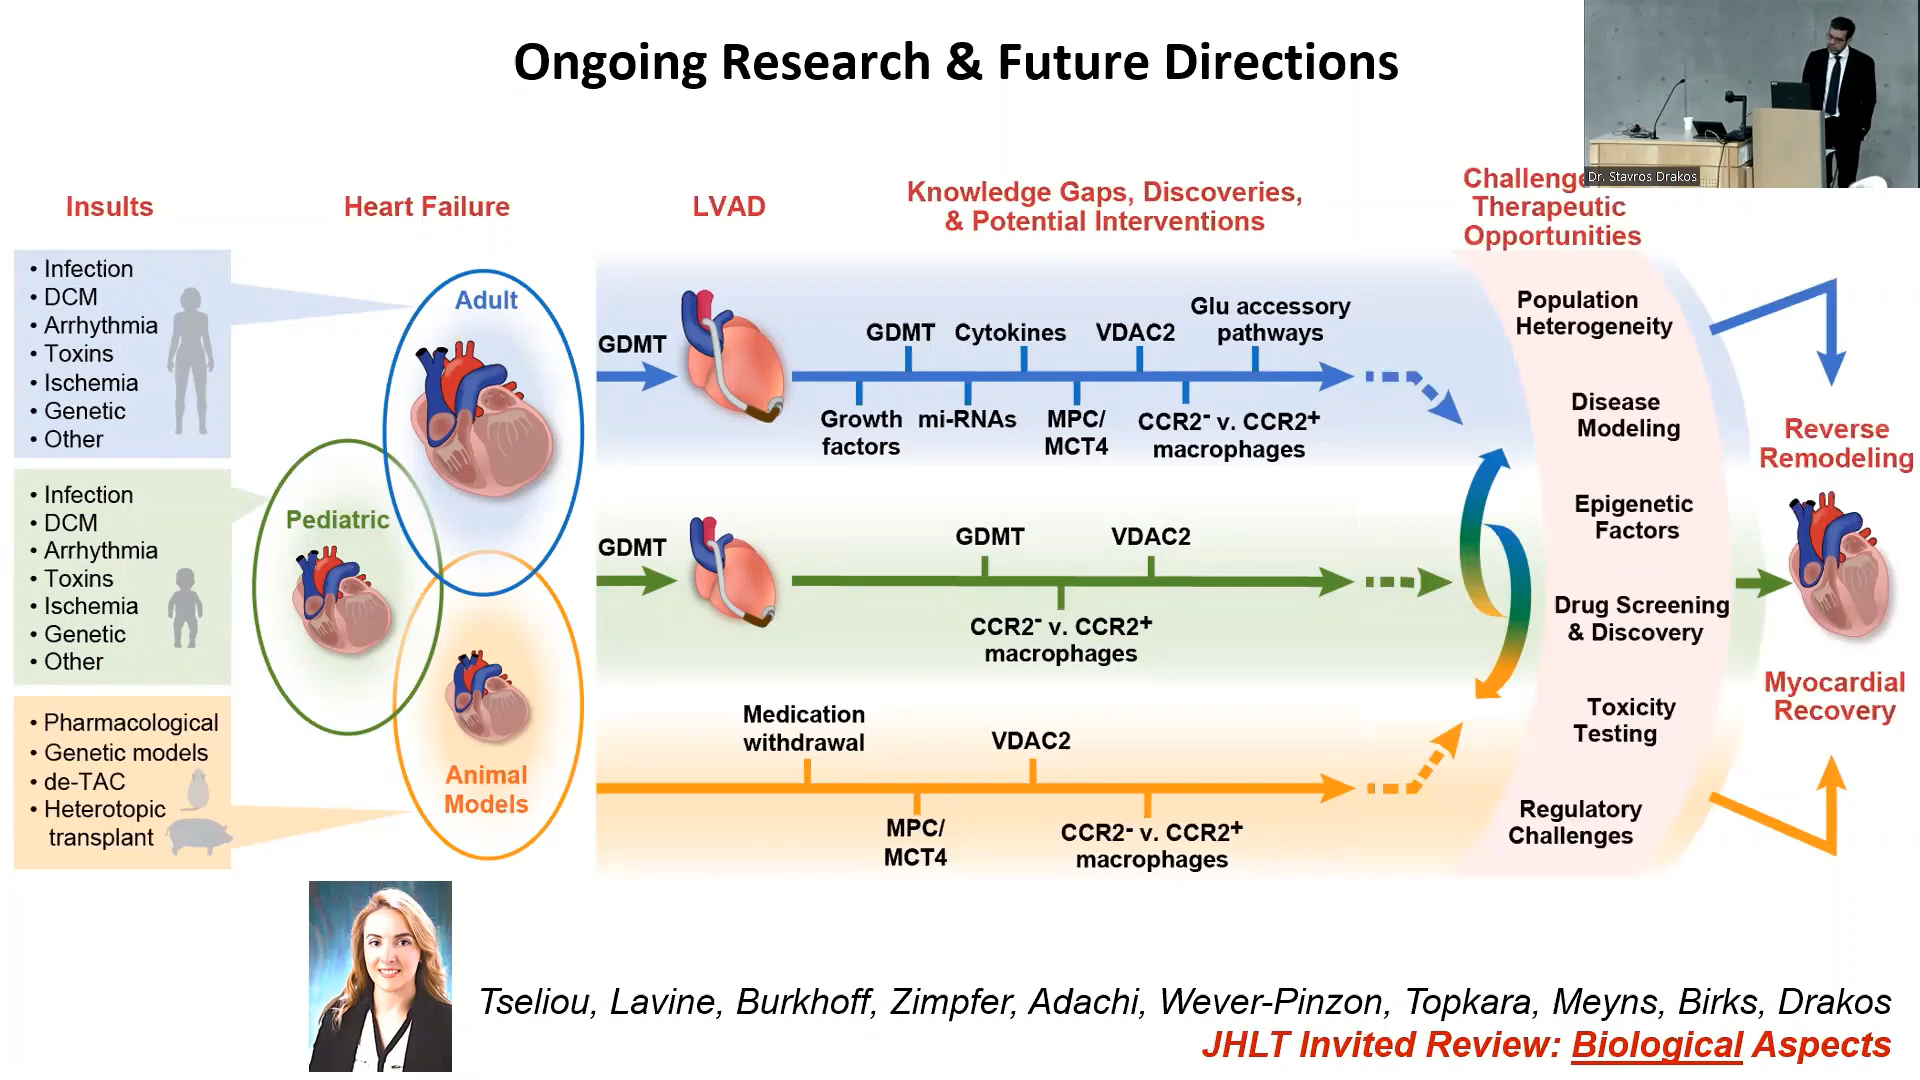 Ongoing Research & Future Directions
Dr. Stavros Drakos
Insults
Heart Failure
LVAD
Knowledge Gaps, Discoveries,
& Potential Interventions
Therapeutic
Opportunities
• Infection
• DCM
• Arrhythmia
• Toxins
• Ischemia
• Genetic
• Other
Adult
GDMT
GDMT
Cytokines
VDAC2
Glu accessory
pathways
Growth
factors
mi-RNAs
MPC/
MCT4
CCR2- v. CCR2+
macrophages
• Infection
• DCM
• Arrhythmia
• Toxins
• Ischemia
• Genetic
• Other
Pediatric
GDMT
GDMT
VDAC2
CCR2- v. CCR2+
macrophages
• Pharmacological
• Genetic models
• de-TAC
• Heterotopic
transplant
Animal
Models
Medication
withdrawal
VDAC2
MPC/
MCT4
CCR2- v. CCR2+
macrophages
Population
Heterogeneity
Disease
Modeling
Epigenetic
Factors
Drug Screening
& Discovery
Toxicity
Testing
Regulatory
Challenges
Reverse
Remodeling
Myocardial
Recovery
Tseliou, Lavine, Burkhoff, Zimpfer, Adachi, Wever-Pinzon, Topkara, Meyns, Birks, Drakos
JHLT Invited Review: Biological Aspects